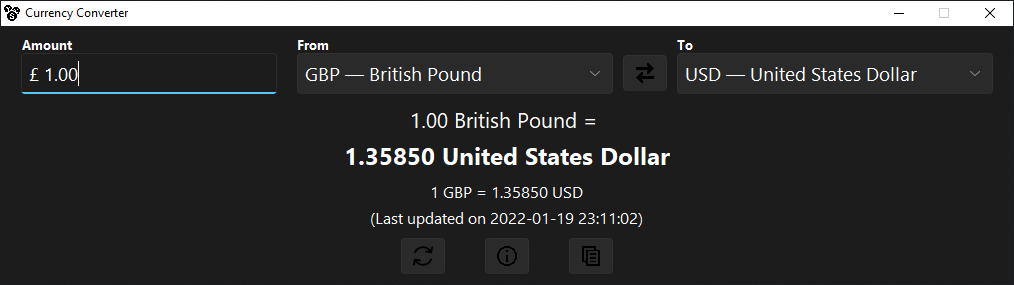 Currency Converter
Amount
From
To
£ 1.00
GBP — British Pound
USD — United States Dollar
1.00 British Pound =
1.35850 United States Dollar
1 GBP = 1.35850 USD
(Last updated on 2022-01-19 23:11:02)